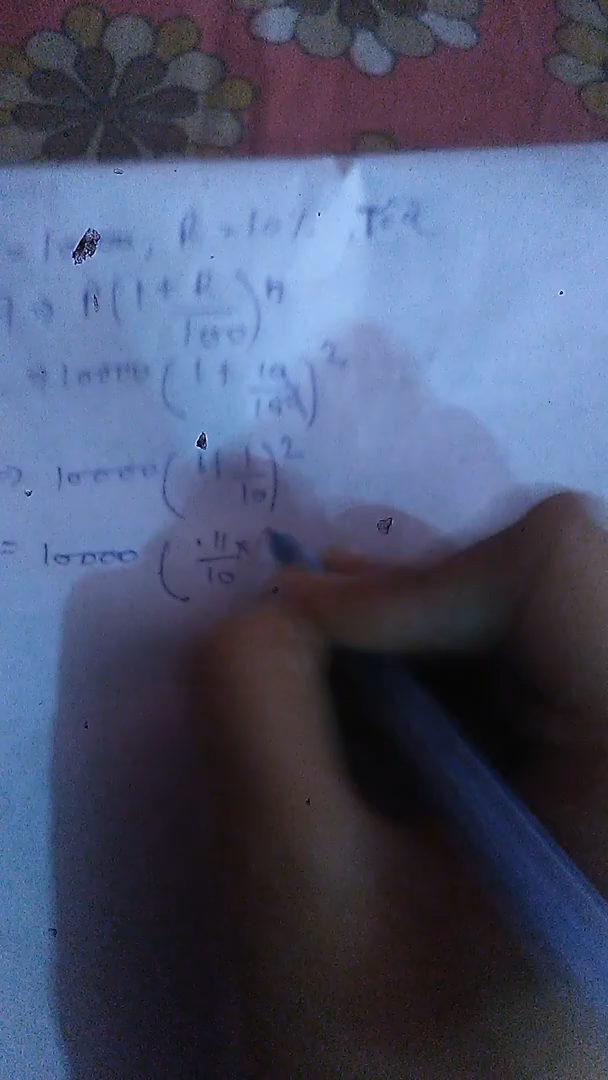 R = 10%, T = 2
P(1 + R/100)^n
10000 (1 + 10/100)^2
⇒ 10000 (1 + 1/10)^2
= 10000 ( 11/10 ×